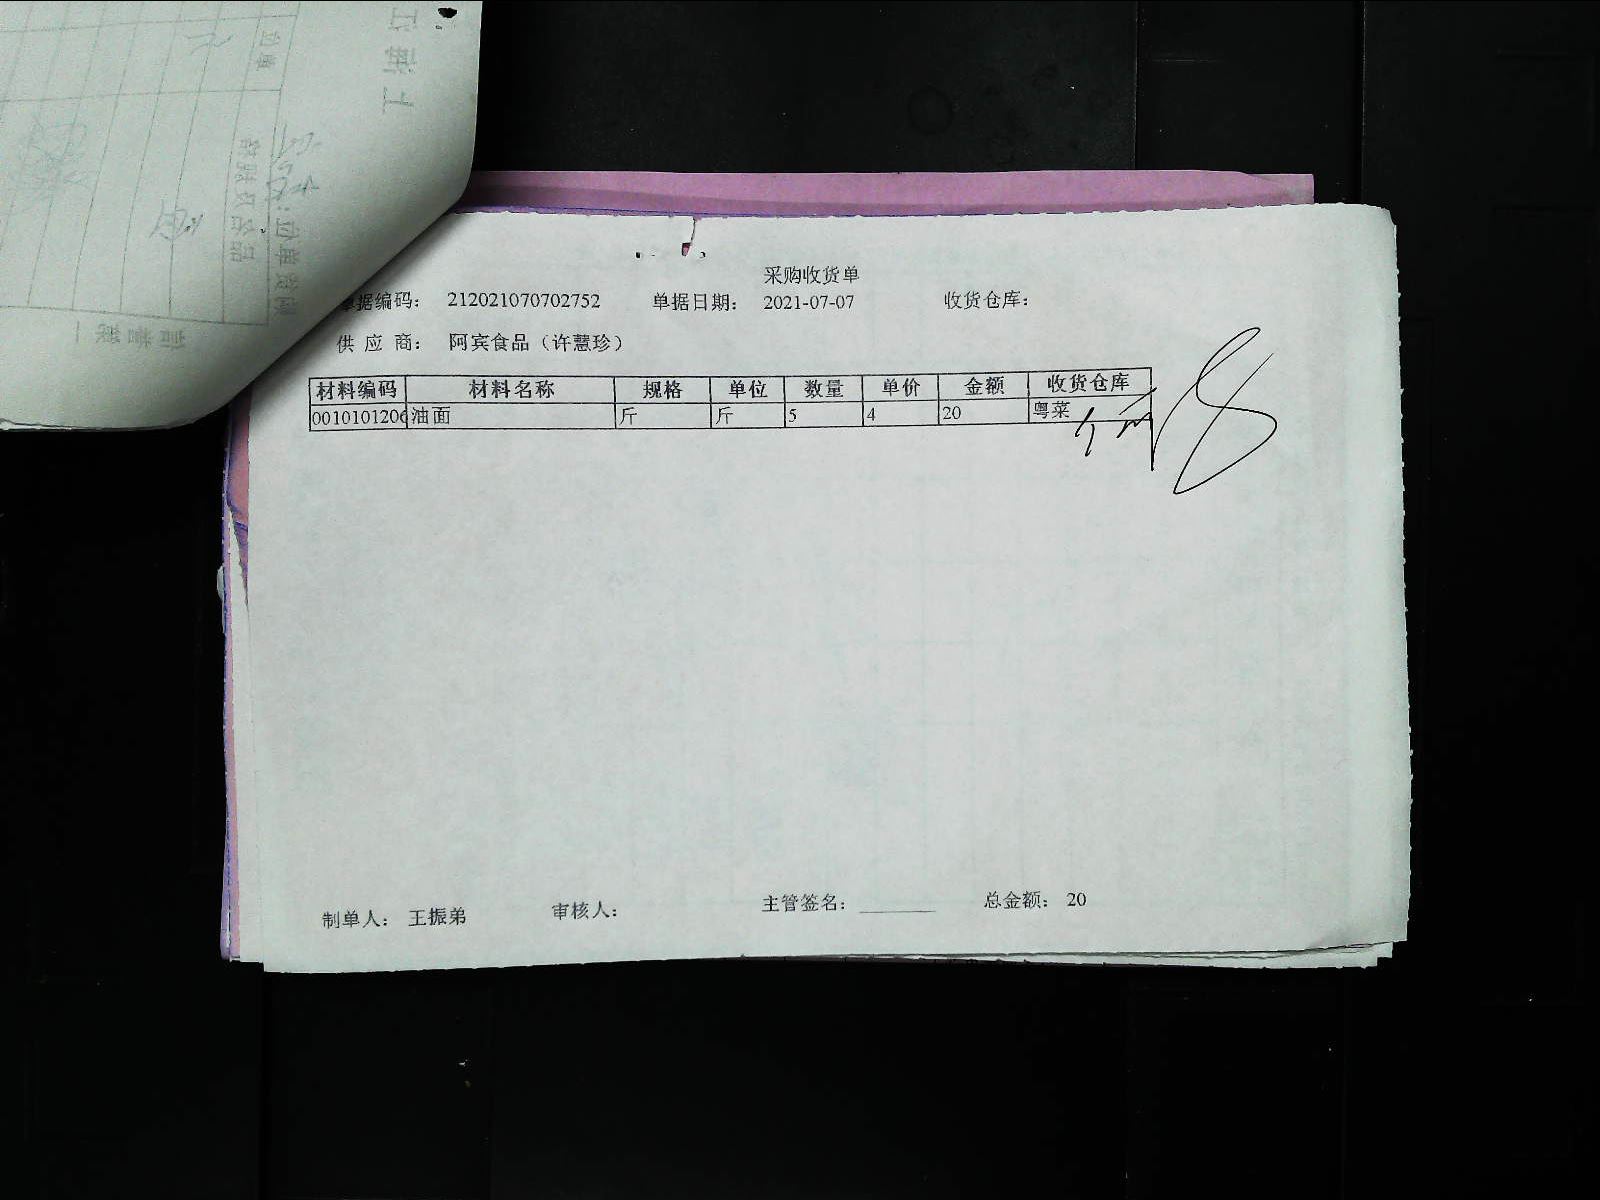 采购收货单
单据编码： 212021070702752 单据日期： 2021-07-07 收货仓库：
供 应 商： 阿宾食品（许慧珍）
材料编码 材料名称 规格 单位 数量 单价 金额 收货仓库
0010101206 油面 斤 斤 5 4 20 粤菜
制单人： 王振弟 审核人： 主管签名： 总金额： 20